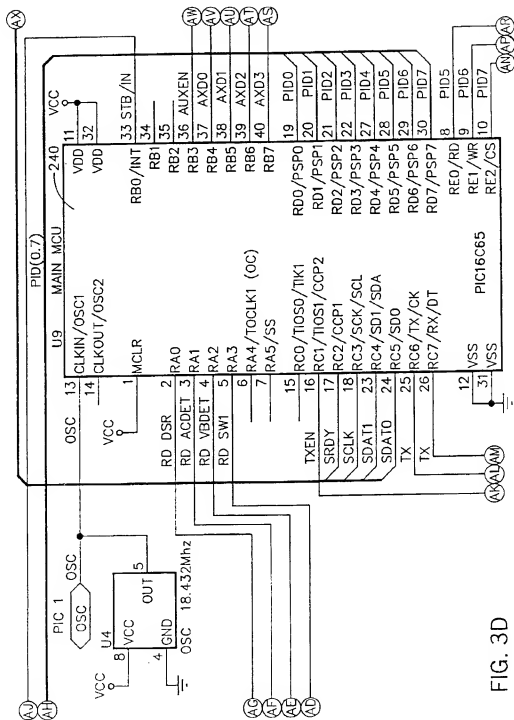 AJ
AH
AX
PID(0.7)
240
U9
MAIN MCU
VCC
PIC 1
OSC
OSC
OSC
U4
8
VCC
OUT
5
4
GND
OSC
18.432Mhz
VCC
13
CLKIN/OSC1
14
CLKOUT/OSC2
1
MCLR
RD DSR
2
RA0
RD ACDET
3
RA1
RD VBDET
4
RA2
RD SW1
5
RA3
6
RA4/TOCLK1 (OC)
7
RA5/SS
15
RC0/TIOS0/TIK1
TXEN
16
RC1/TIOS1/CCP2
SRDY
17
RC2/CCP1
SCLK
18
RC3/SCK/SCL
SDAT1
23
RC4/SD1/SDA
SDATO
24
RC5/SDO
TX
25
RC6/TX/CK
TX
26
RC7/RX/DT
12
VSS
31
VSS
VCC
VDD
11
VDD
32
RB0/INT
33
STB/IN
RB1
34
RB2
35
RB3
36
AUXEN
AW
RB4
37
AXD0
AV
RB5
38
AXD1
AU
RB6
39
AXD2
AT
RB7
40
AXD3
AS
RD0/PSP0
19
PID0
RD1/PSP1
20
PID1
RD2/PSP2
21
PID2
RD3/PSP3
22
PID3
RD4/PSP4
27
PID4
RD5/PSP5
28
PID5
RD6/PSP6
29
PID6
RD7/PSP7
30
PID7
RE0/RD
8
PID5
AR
RE1/WR
9
PID6
AP
RE2/CS
10
PID7
AN
PIC16C65
AG
AF
AE
AD
AK
AL
AM
FIG. 3D